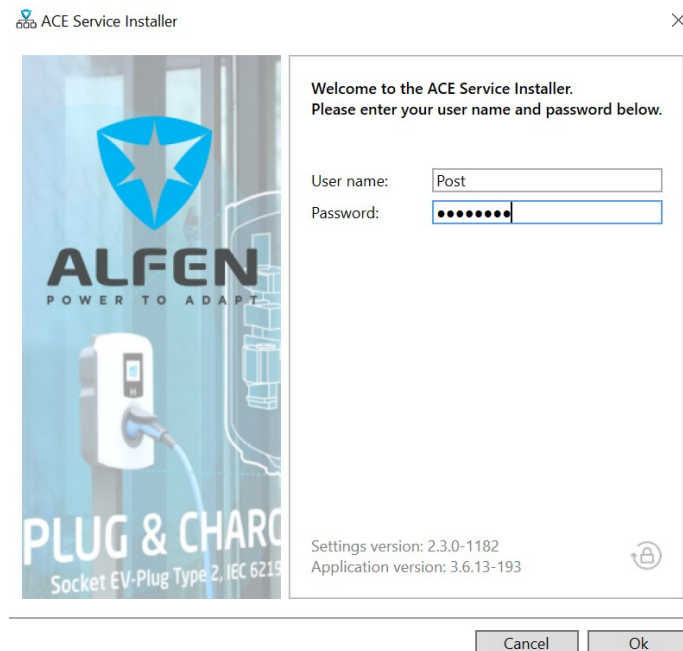 ACE Service Installer
Welcome to the ACE Service Installer.
Please enter your user name and password below.
User name: Post
Password: ●●●●●●●●
ALFEN
POWER TO ADAPT
PLUG & CHARG
Socket EV-Plug Type 2, IEC 6219
Settings version: 2.3.0-1182
Application version: 3.6.13-193
Cancel Ok